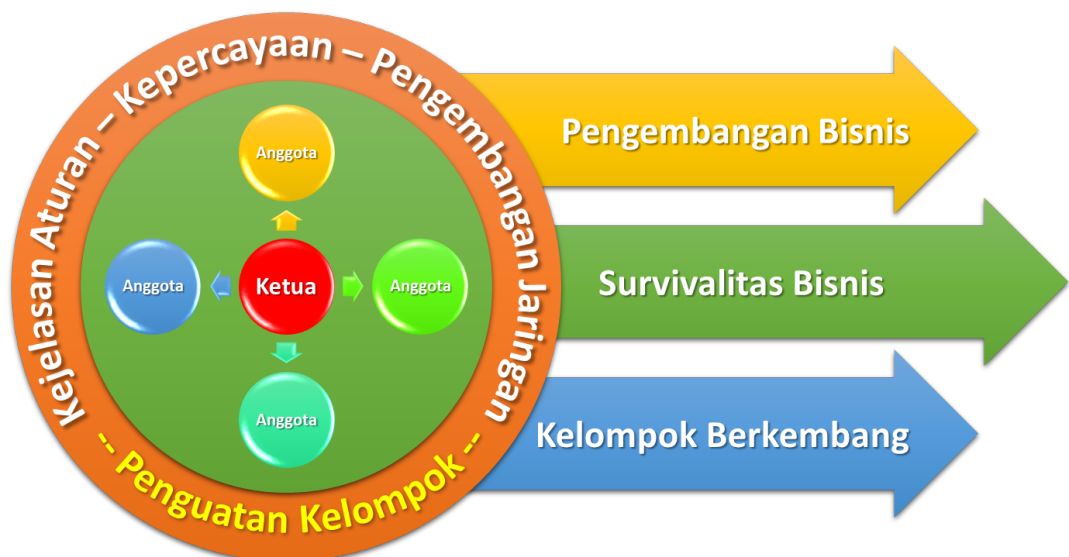 Kejelasan Aturan – Kepercayaan – Pengembangan Jaringan
-- Penguatan Kelompok --
Anggota
Anggota
Ketua
Anggota
Anggota
Pengembangan Bisnis
Survivalitas Bisnis
Kelompok Berkembang